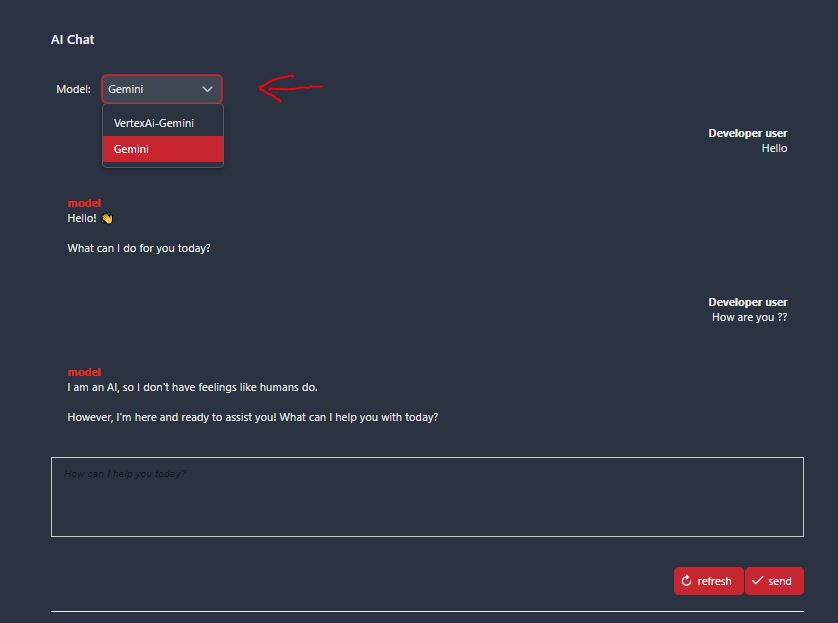 AI Chat
Model: Gemini
VertexAi-Gemini
Gemini
Developer user
Hello
model
Hello! 👋
What can I do for you today?
Developer user
How are you ??
model
I am an AI, so I don't have feelings like humans do.
However, I'm here and ready to assist you! What can I help you with today?
How can I help you today?
refresh
send